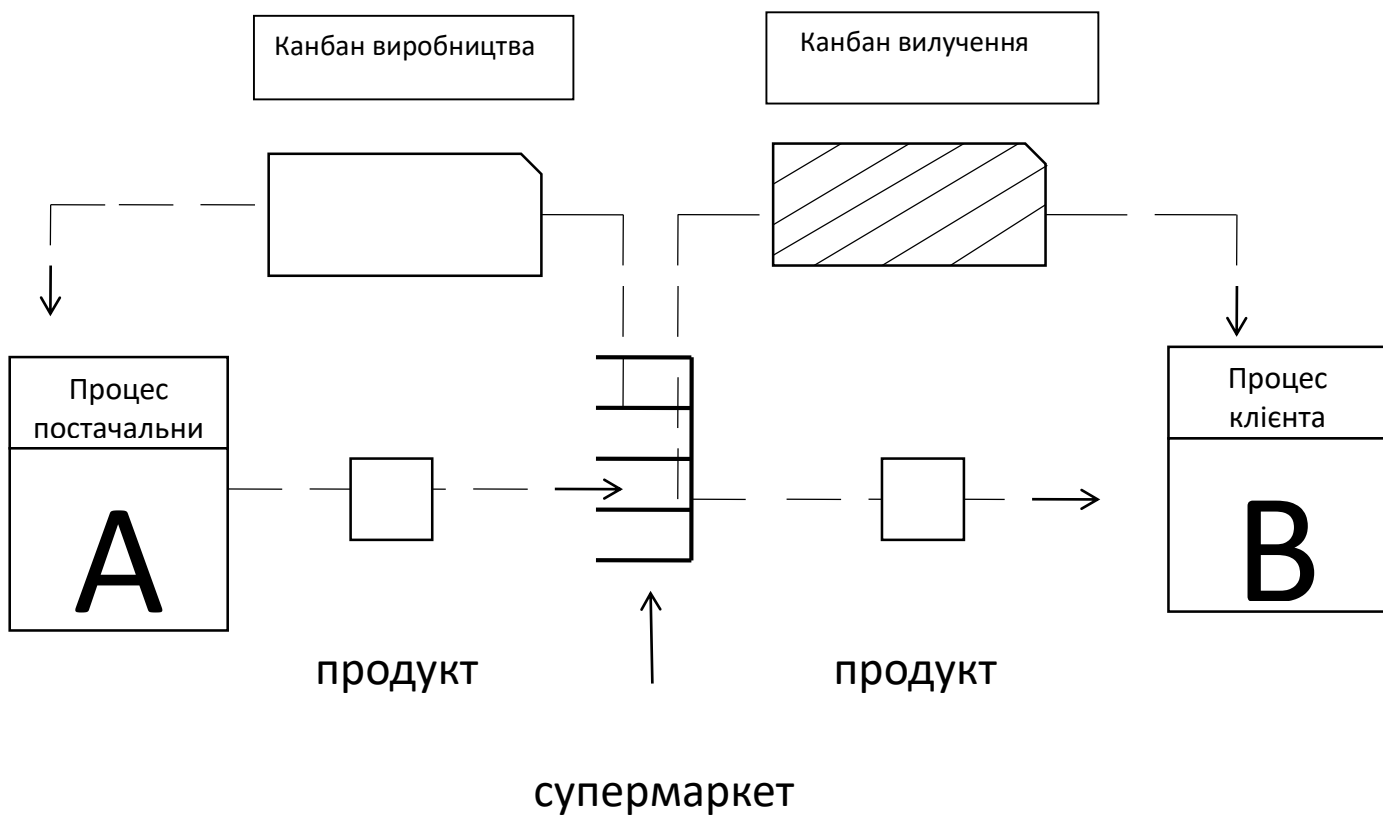 Канбан виробництва
Канбан вилучення
Процес
постачальни
А
Процес
клієнта
В
продукт
продукт
супермаркет